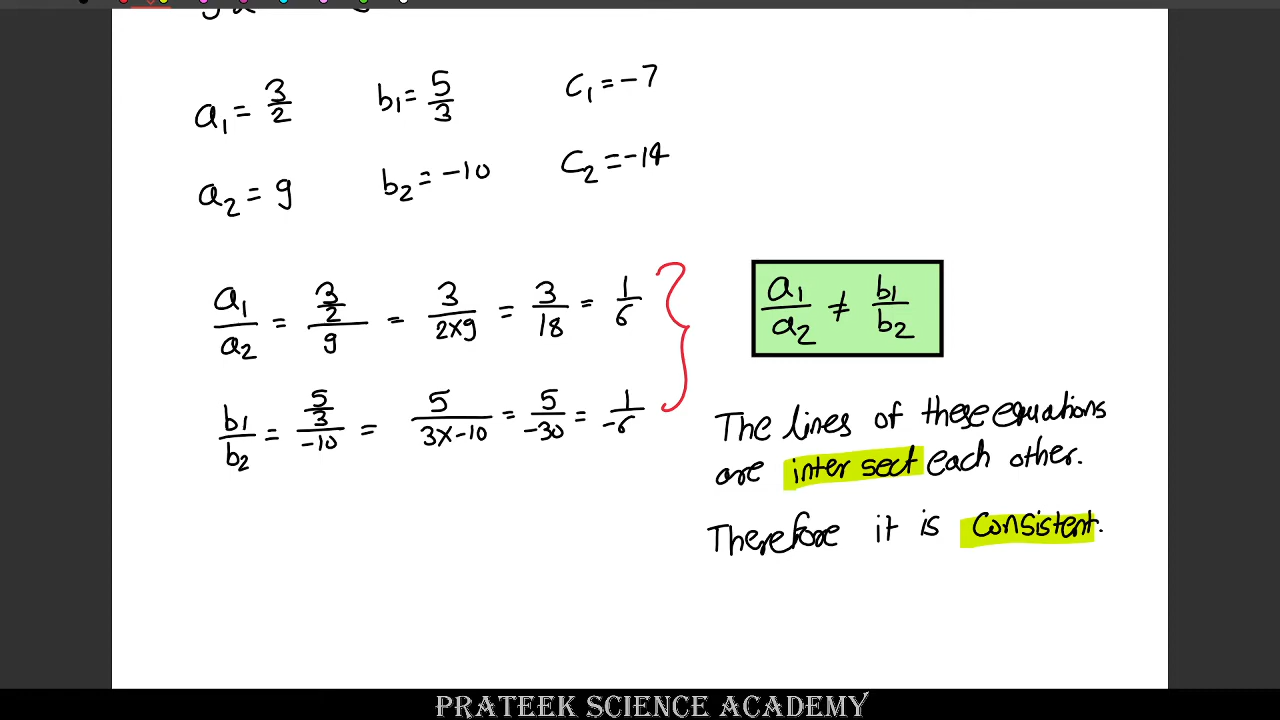 a₁ = 3/2 b₁ = 5/3 C₁ = -7
a₂ = 9 b₂ = -10 C₂ = -14
a₁/a₂ = (3/2)/9 = 3/(2×9) = 3/18 = 1/6
a₁/a₂ ≠ b₁/b₂
b₁/b₂ = (5/3)/-10 = 5/(3×-10) = 5/-30 = 1/-6
The lines of these equations
are inter sect each other.
Therefore it is consistent.
PRATEEK SCIENCE ACADEMY